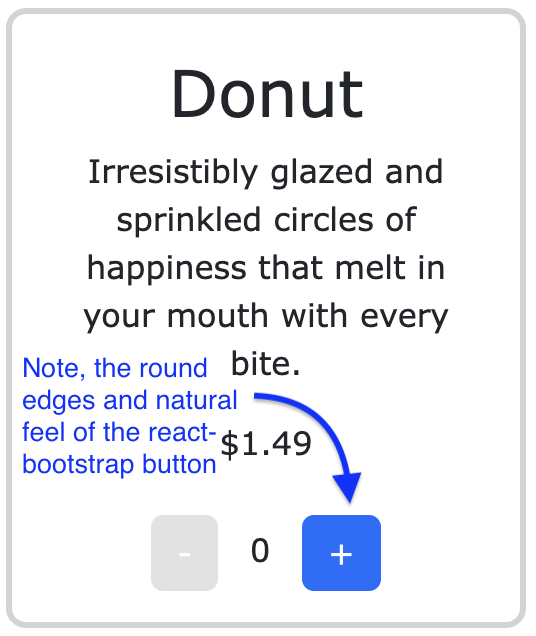 Donut
Irresistibly glazed and
sprinkled circles of
happiness that melt in
your mouth with every
bite.
Note, the round
edges and natural
feel of the react-
bootstrap button
$1.49
- 0 +